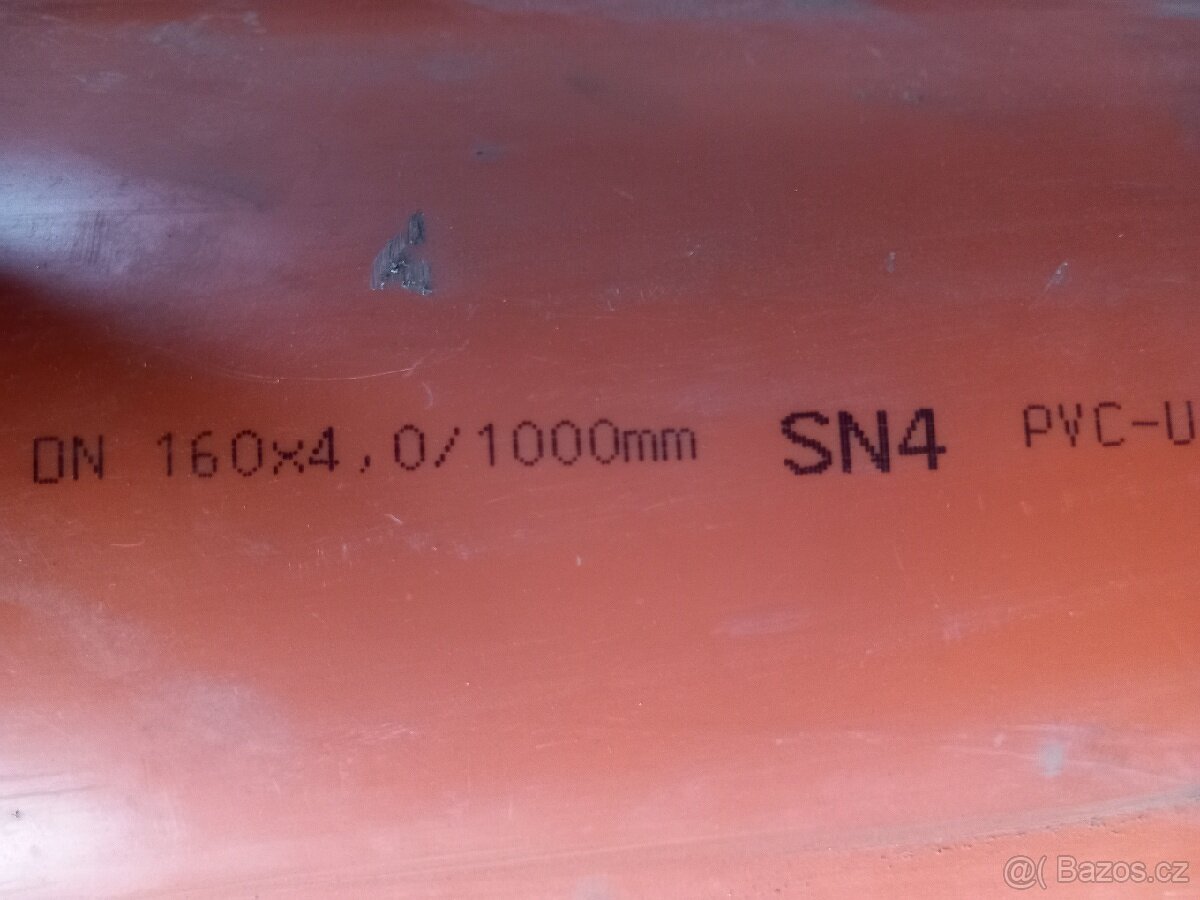 DN 160x4,0/1000mm SN4 PVC-U
@( Bazos.cz